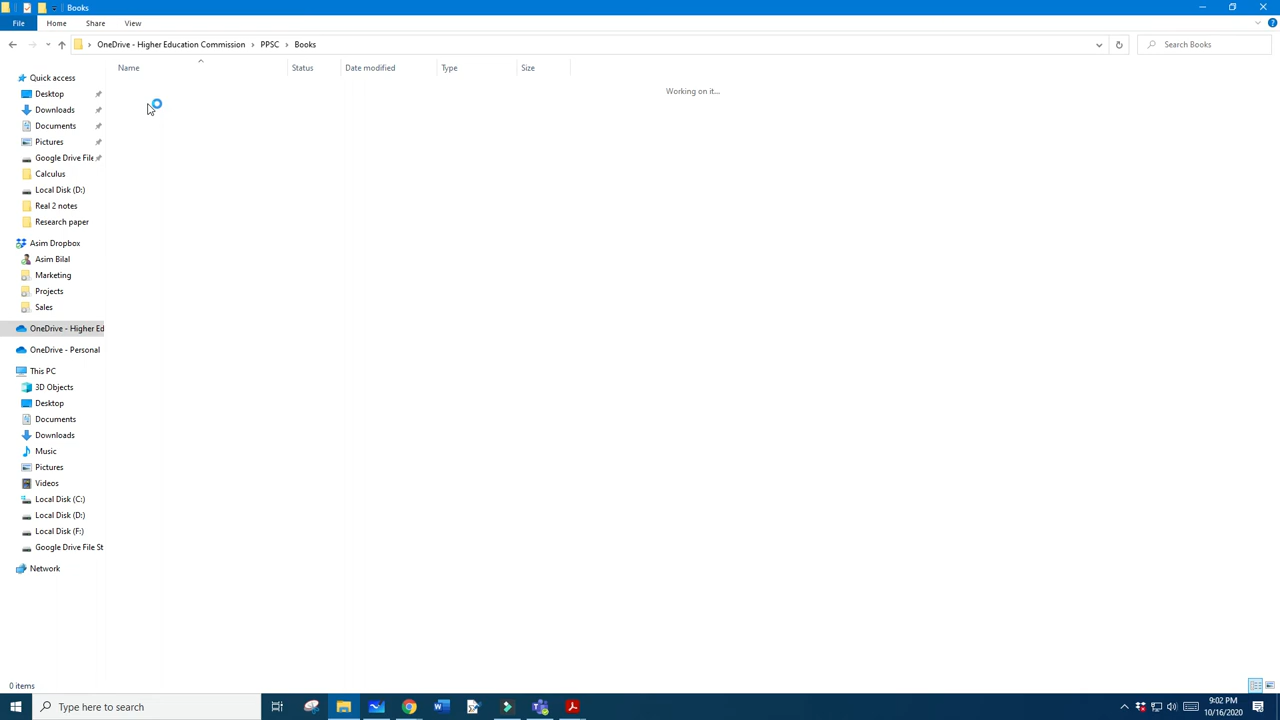 Books
File Home Share View
OneDrive - Higher Education Commission > PPSC > Books
Search Books
Name Status Date modified Type Size
Working on it...
Quick access
Desktop
Downloads
Documents
Pictures
Google Drive File
Calculus
Local Disk (D:)
Real 2 notes
Research paper
Asim Dropbox
Asim Bilal
Marketing
Projects
Sales
OneDrive - Higher Ed
OneDrive - Personal
This PC
3D Objects
Desktop
Documents
Downloads
Music
Pictures
Videos
Local Disk (C:)
Local Disk (D:)
Local Disk (F:)
Google Drive File St
Network
0 items
Type here to search
9:02 PM
10/16/2020